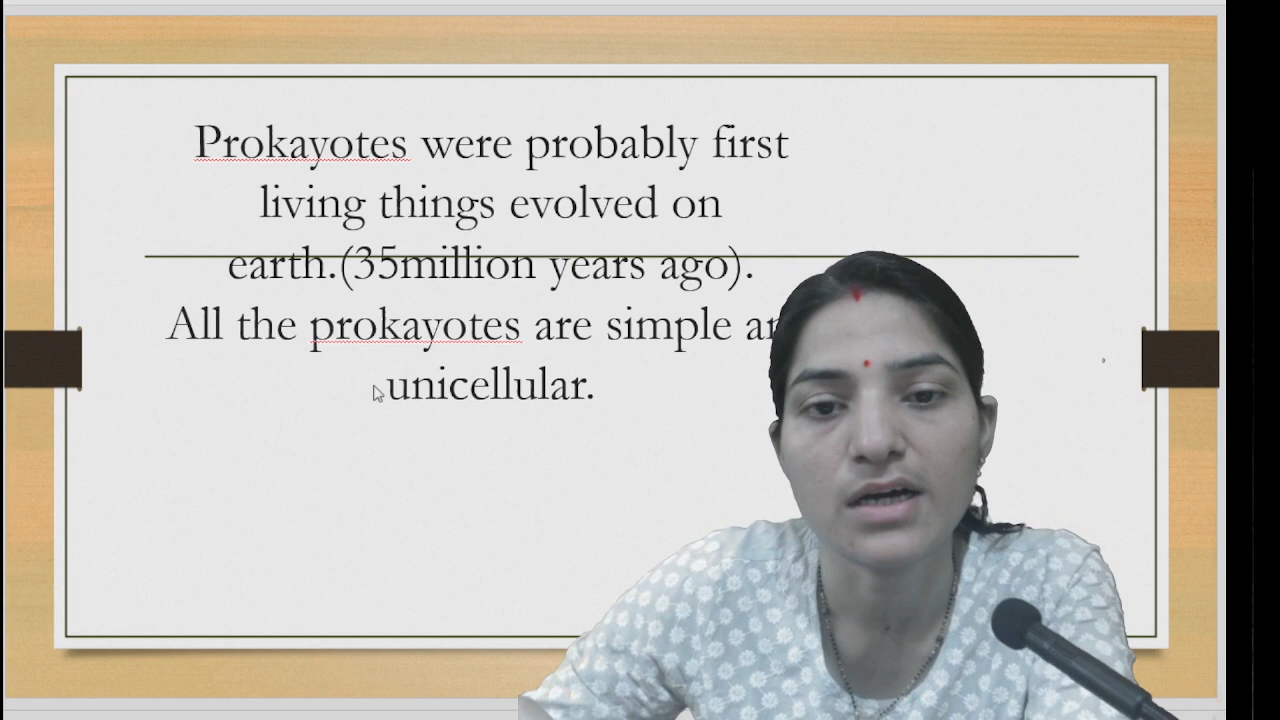 Prokayotes were probably first
living things evolved on
earth.(35million years ago).
All the prokayotes are simple
unicellular.